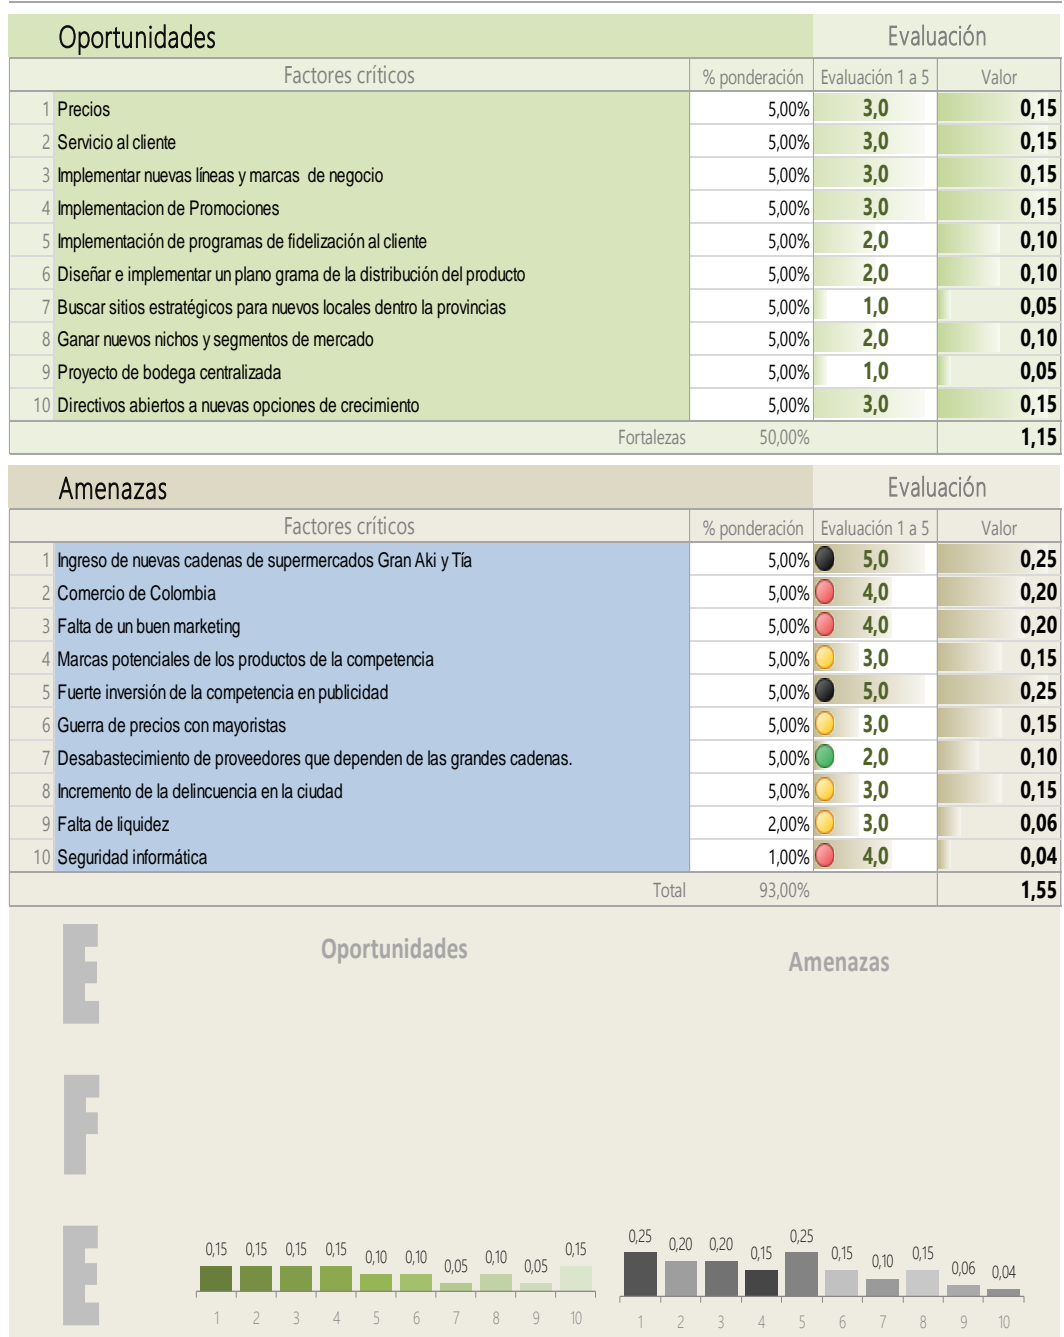 Oportunidades Evaluación
Factores críticos % ponderación Evaluación 1 a 5 Valor
1 Precios 5,00% 3,0 0,15
2 Servicio al cliente 5,00% 3,0 0,15
3 Implementar nuevas líneas y marcas de negocio 5,00% 3,0 0,15
4 Implementacion de Promociones 5,00% 3,0 0,15
5 Implementación de programas de fidelización al cliente 5,00% 2,0 0,10
6 Diseñar e implementar un plano grama de la distribución del producto 5,00% 2,0 0,10
7 Buscar sitios estratégicos para nuevos locales dentro la provincias 5,00% 1,0 0,05
8 Ganar nuevos nichos y segmentos de mercado 5,00% 2,0 0,10
9 Proyecto de bodega centralizada 5,00% 1,0 0,05
10 Directivos abiertos a nuevas opciones de crecimiento 5,00% 3,0 0,15
Fortalezas 50,00% 1,15
Amenazas Evaluación
Factores críticos % ponderación Evaluación 1 a 5 Valor
1 Ingreso de nuevas cadenas de supermercados Gran Aki y Tía 5,00% 5,0 0,25
2 Comercio de Colombia 5,00% 4,0 0,20
3 Falta de un buen marketing 5,00% 4,0 0,20
4 Marcas potenciales de los productos de la competencia 5,00% 3,0 0,15
5 Fuerte inversión de la competencia en publicidad 5,00% 5,0 0,25
6 Guerra de precios con mayoristas 5,00% 3,0 0,15
7 Desabastecimiento de proveedores que dependen de las grandes cadenas. 5,00% 2,0 0,10
8 Incremento de la delincuencia en la ciudad 5,00% 3,0 0,15
9 Falta de liquidez 2,00% 3,0 0,06
10 Seguridad informática 1,00% 4,0 0,04
Total 93,00% 1,55
E
F
E
Oportunidades
0,15 0,15 0,15 0,15 0,10 0,10 0,05 0,10 0,05 0,15
1 2 3 4 5 6 7 8 9 10
Amenazas
0,25 0,20 0,20 0,15 0,25 0,15 0,10 0,15 0,06 0,04
1 2 3 4 5 6 7 8 9 10